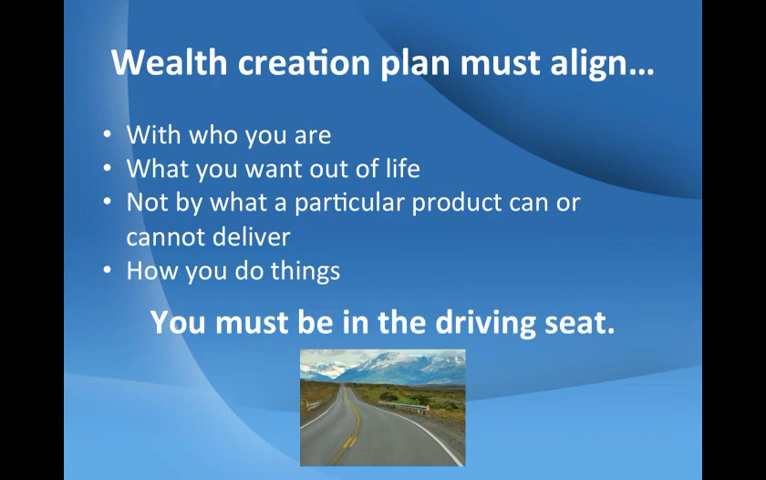 Wealth creation plan must align…
• With who you are
• What you want out of life
• Not by what a particular product can or
cannot deliver
• How you do things
You must be in the driving seat.